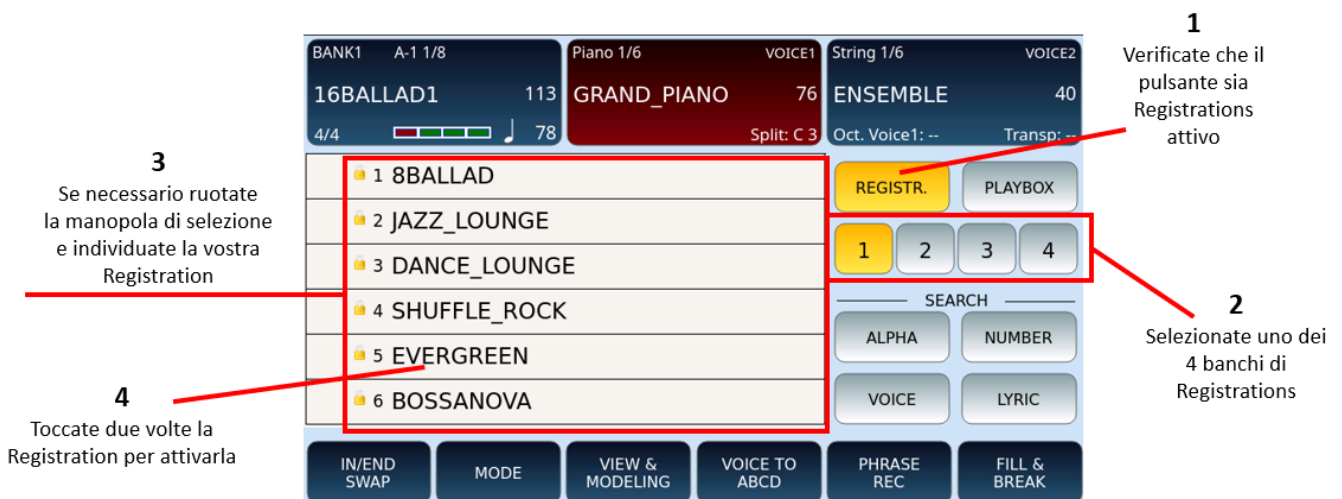 1
Verificate che il
pulsante sia
Registrations
attivo
BANK1 A-1 1/8
16BALLAD1 113
4/4 78
Piano 1/6 VOICE1
GRAND_PIANO 76
Split: C 3
String 1/6 VOICE2
ENSEMBLE 40
Oct. Voice1: -- Transp: --
3
Se necessario ruotate
la manopola di selezione
e individuate la vostra
Registration
1 8BALLAD
2 JAZZ_LOUNGE
3 DANCE_LOUNGE
4 SHUFFLE_ROCK
5 EVERGREEN
6 BOSSANOVA
REGISTR. PLAYBOX
1 2 3 4
SEARCH
ALPHA NUMBER
VOICE LYRIC
2
Selezionate uno dei
4 banchi di
Registrations
4
Toccate due volte la
Registration per attivarla
IN/END
SWAP
MODE
VIEW &
MODELING
VOICE TO
ABCD
PHRASE
REC
FILL &
BREAK